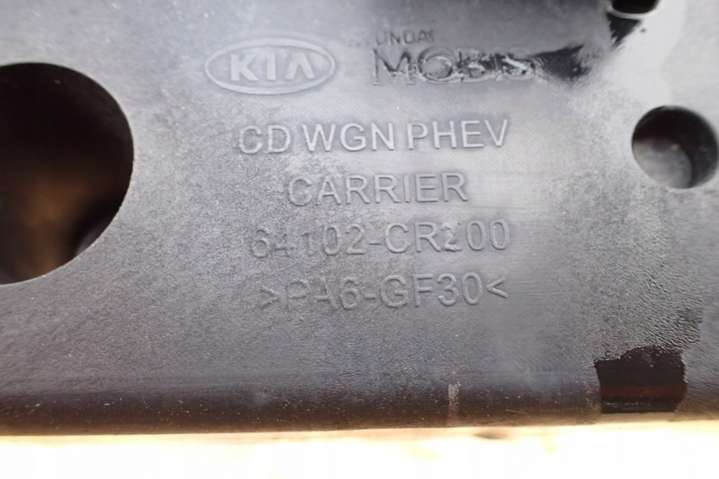 KIA
MOBIS
CD WGN PHEV
CARRIER
64102-CR200
>PA6-GF30<